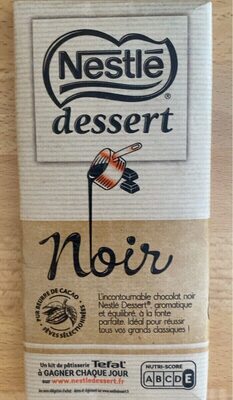 Nestlé®
dessert
Noir
PUR BEURRE DE CACAO
FÈVES SÉLECTIONNÉES
L'incontournable chocolat noir
Nestlé Dessert®, aromatique
et équilibré, à la fonte
parfaite. Idéal pour réussir
tous vos grands classiques !
Un kit de pâtisserie Tefal
à GAGNER CHAQUE JOUR
sur www.nestledessert.fr
NUTRI-SCORE
A B C D E